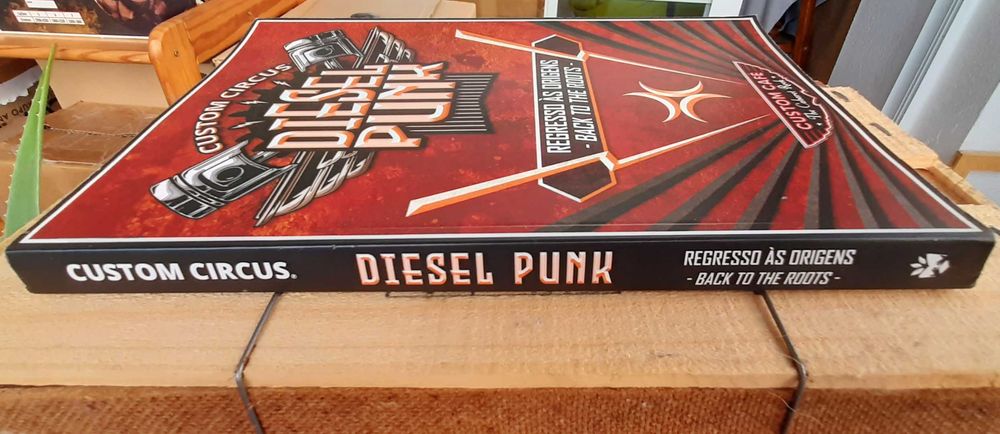 CUSTOM CIRCUS
DIESEL
PUNK
REGRESSO ÀS ORIGENS
- BACK TO THE ROOTS -
CUSTOM CAFE
CUSTOM CIRCUS.
DIESEL PUNK
REGRESSO ÀS ORIGENS
- BACK TO THE ROOTS -